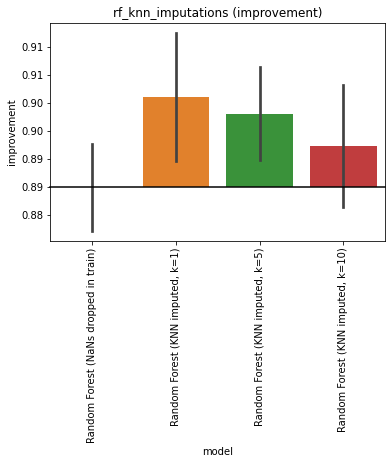 rf_knn_imputations (improvement)
0.91
0.91
0.90
0.90
0.89
0.89
0.88
improvement
Random Forest (NaNs dropped in train)
Random Forest (KNN imputed, k=1)
Random Forest (KNN imputed, k=5)
Random Forest (KNN imputed, k=10)
model